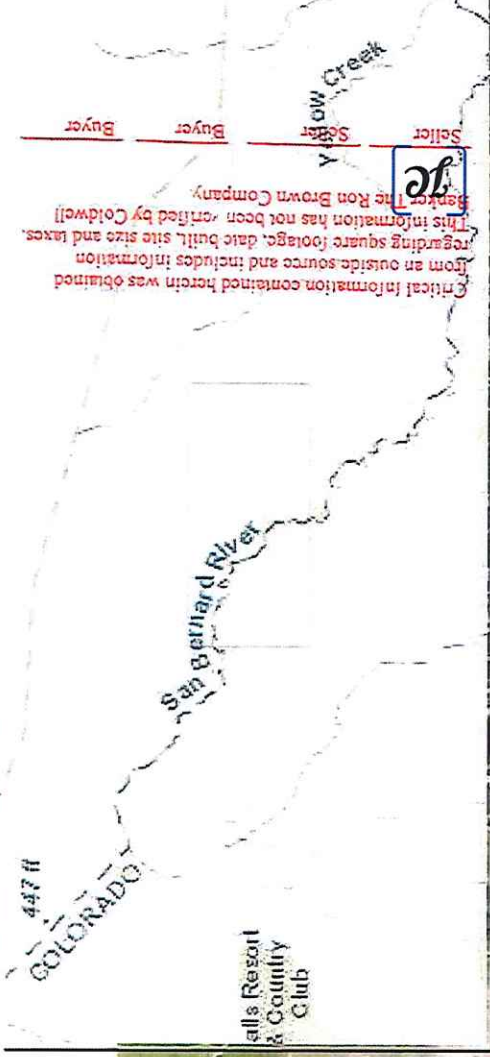 447 ft
COLORADO
San Bernard River
alls Resort
& Country
Club
Yellow Creek
Critical Information contained herein was obtained
from an outside source and includes information
regarding square footage, date built, site size and taxes.
This information has not been verified by Coldwell
Banker The Ron Brown Company.
JC
Seller Seller Buyer Buyer